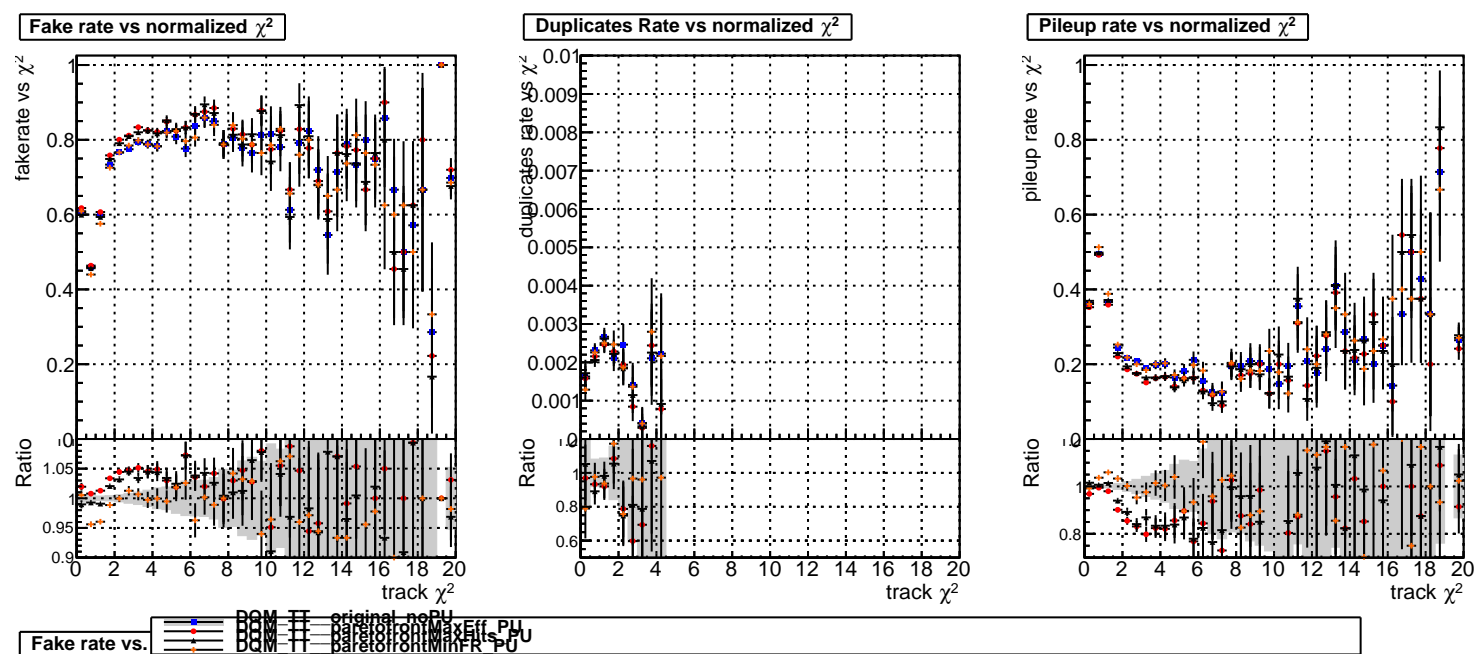 Fake rate vs normalized χ²
fakerate vs χ²
1
0.8
0.6
0.4
0.2
0
Ratio
1.05
1
0.95
0.9
0 2 4 6 8 10 12 14 16 18 20
track χ²
Duplicates Rate vs normalized χ²
duplicates rate vs χ²
0.01
0.009
0.008
0.007
0.006
0.005
0.004
0.003
0.002
0.001
0
Ratio
1
0.8
0.6
0 2 4 6 8 10 12 14 16 18 20
track χ²
Pileup rate vs normalized χ²
pileup rate vs χ²
1
0.8
0.6
0.4
0.2
0
Ratio
1
0.8
0 2 4 6 8 10 12 14 16 18 20
track χ²
Fake rate vs.
DQM_TT__original_noPU
DQM_TT__paretofrontMaxEff_PU
DQM_TT__paretofrontMaxHits_PU
DQM_TT__paretofrontMinFR_PU